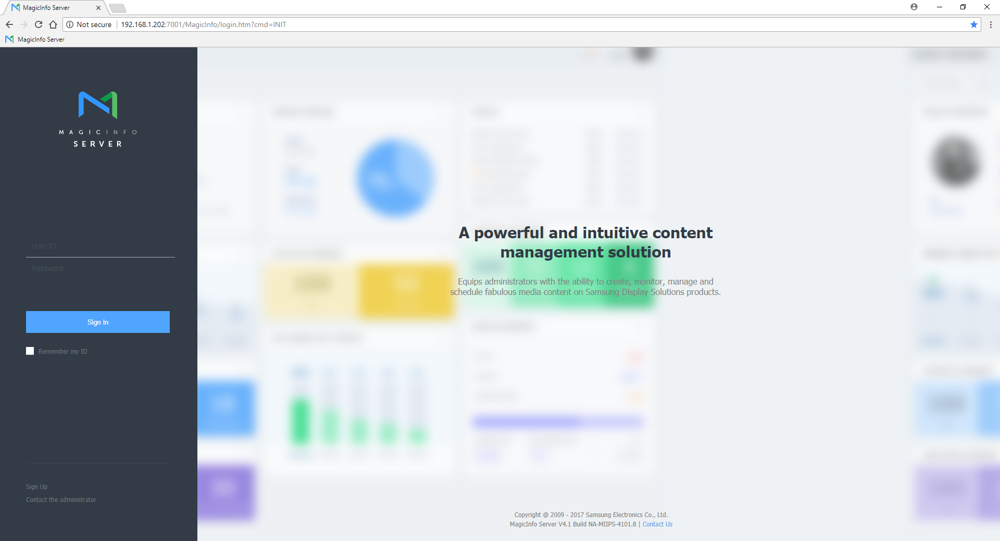 MagicInfo Server
Not secure
192.168.1.202:7001/MagicInfo/login.htm?cmd=INIT
MagicInfo Server
MAGICINFO
SERVER
User ID
Password
Sign In
Remember my ID
Sign Up
Contact the administrator
A powerful and intuitive content
management solution
Equips administrators with the ability to create, monitor, manage and
schedule fabulous media content on Samsung Display Solutions products.
Copyright @ 2009 - 2017 Samsung Electronics Co., Ltd.
MagicInfo Server V4.1 Build NA-MIIPS-4101.8 | Contact Us